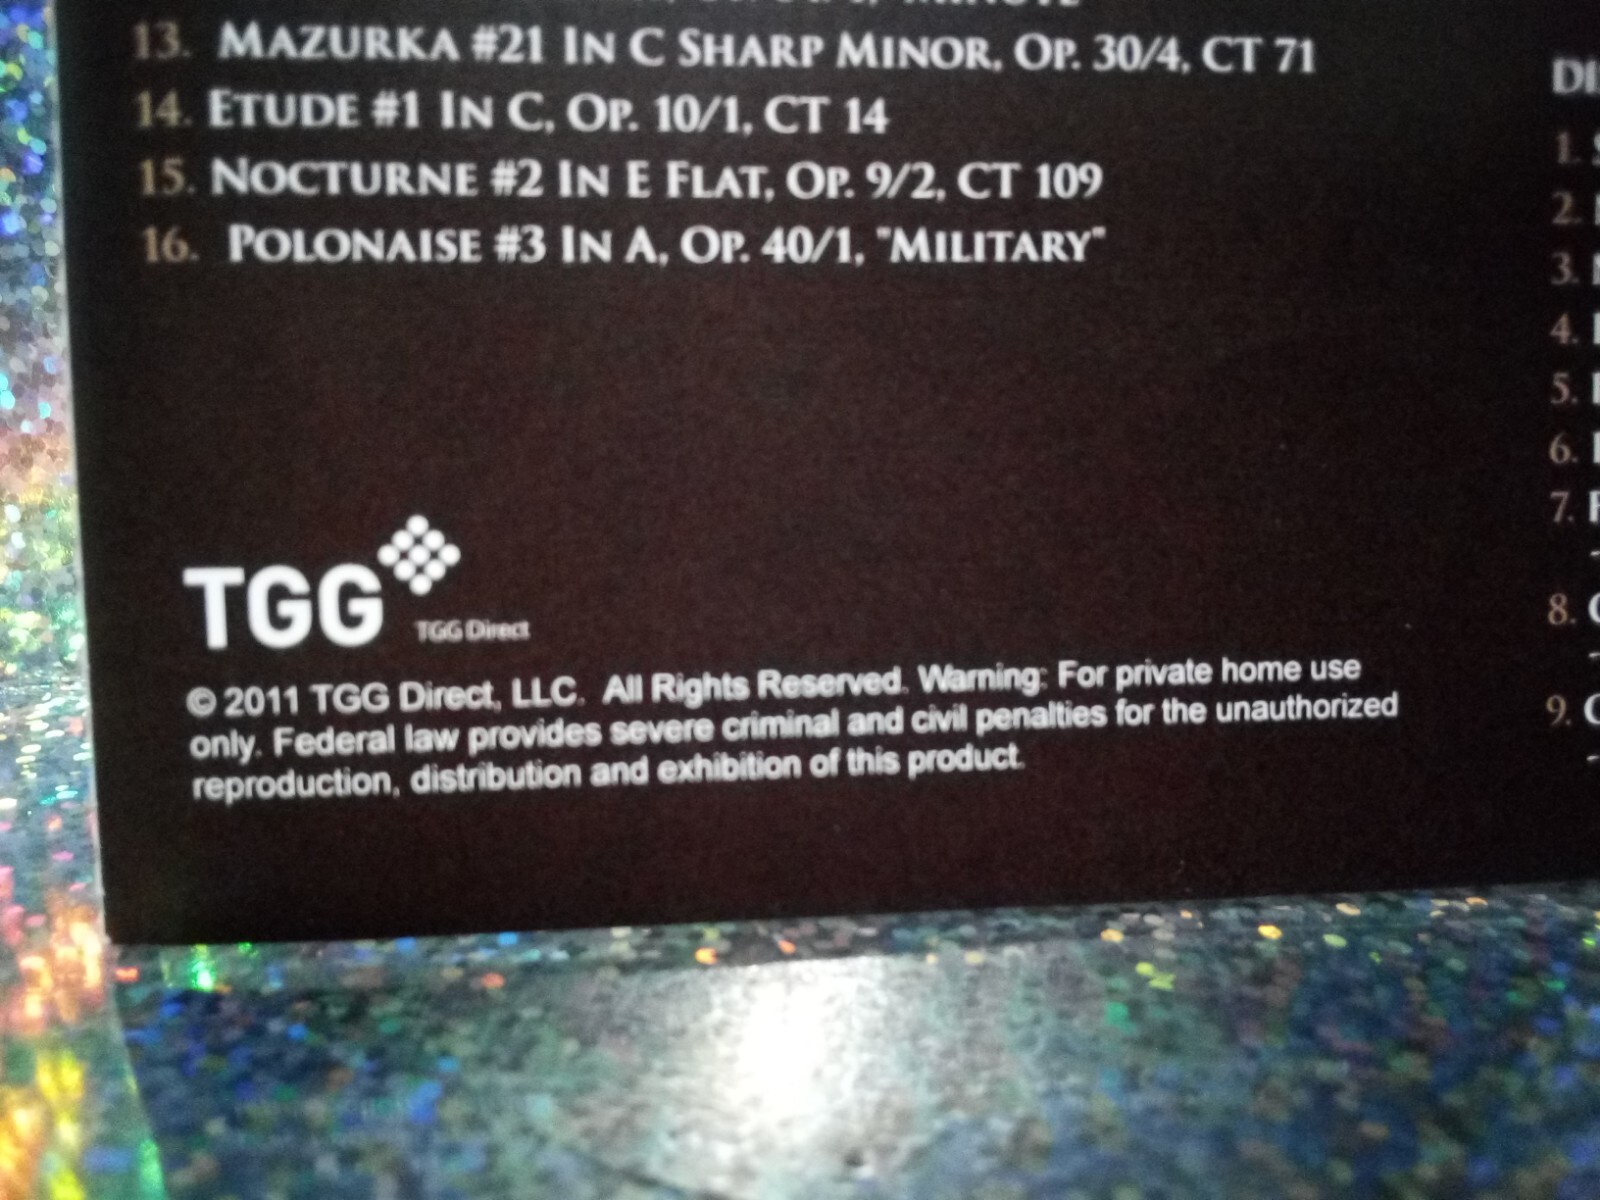 MINUTE"
13. MAZURKA #21 IN C SHARP MINOR, OP. 30/4, CT 71
14. ETUDE #1 IN C, OP. 10/1, CT 14
15. NOCTURNE #2 IN E FLAT, OP. 9/2, CT 109
16. POLONAISE #3 IN A, OP. 40/1, "MILITARY"
TGG
TGG Direct
© 2011 TGG Direct, LLC. All Rights Reserved. Warning: For private home use
only. Federal law provides severe criminal and civil penalties for the unauthorized
reproduction, distribution and exhibition of this product.
1.
2.
3.
4.
5.
6.
7.
8.
9.